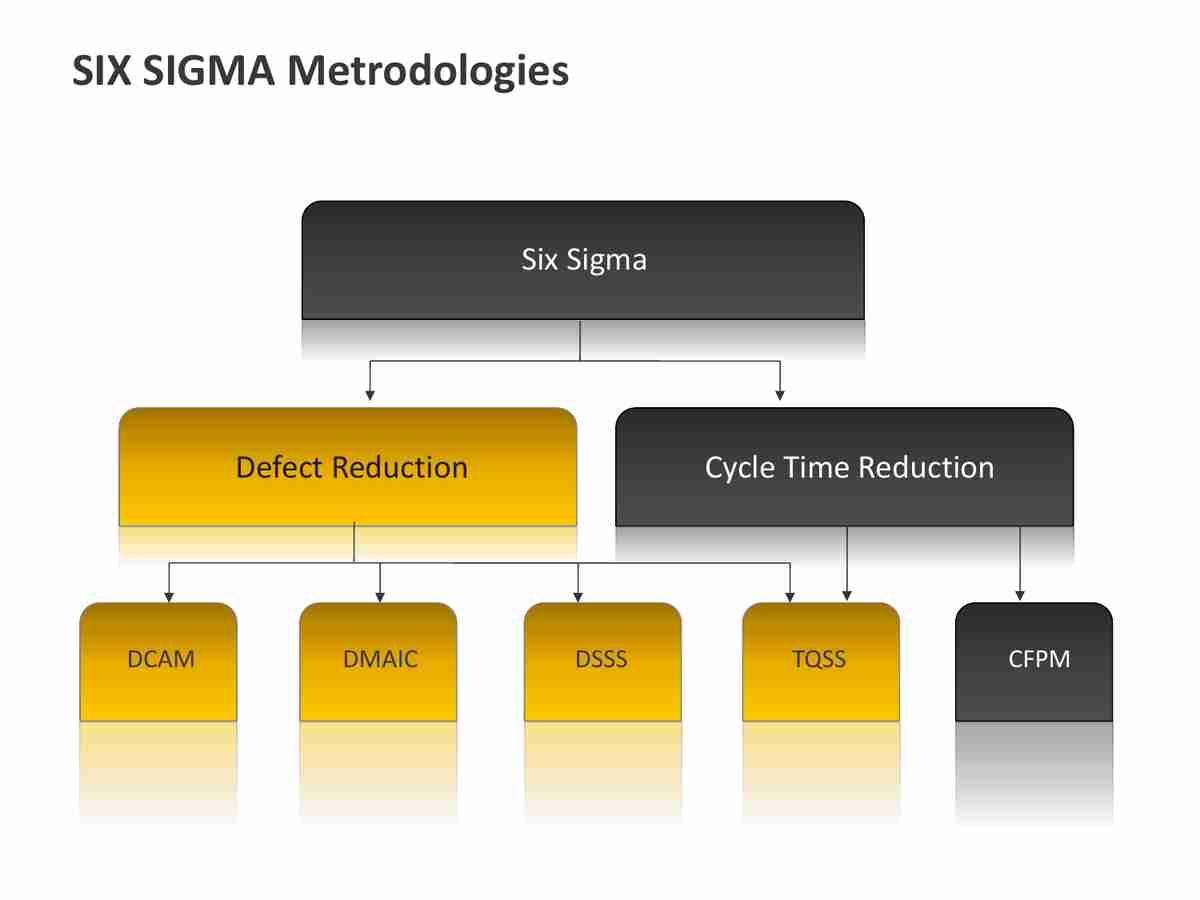 SIX SIGMA Metrodologies
Six Sigma
Defect Reduction
Cycle Time Reduction
DCAM
DMAIC
DSSS
TQSS
CFPM